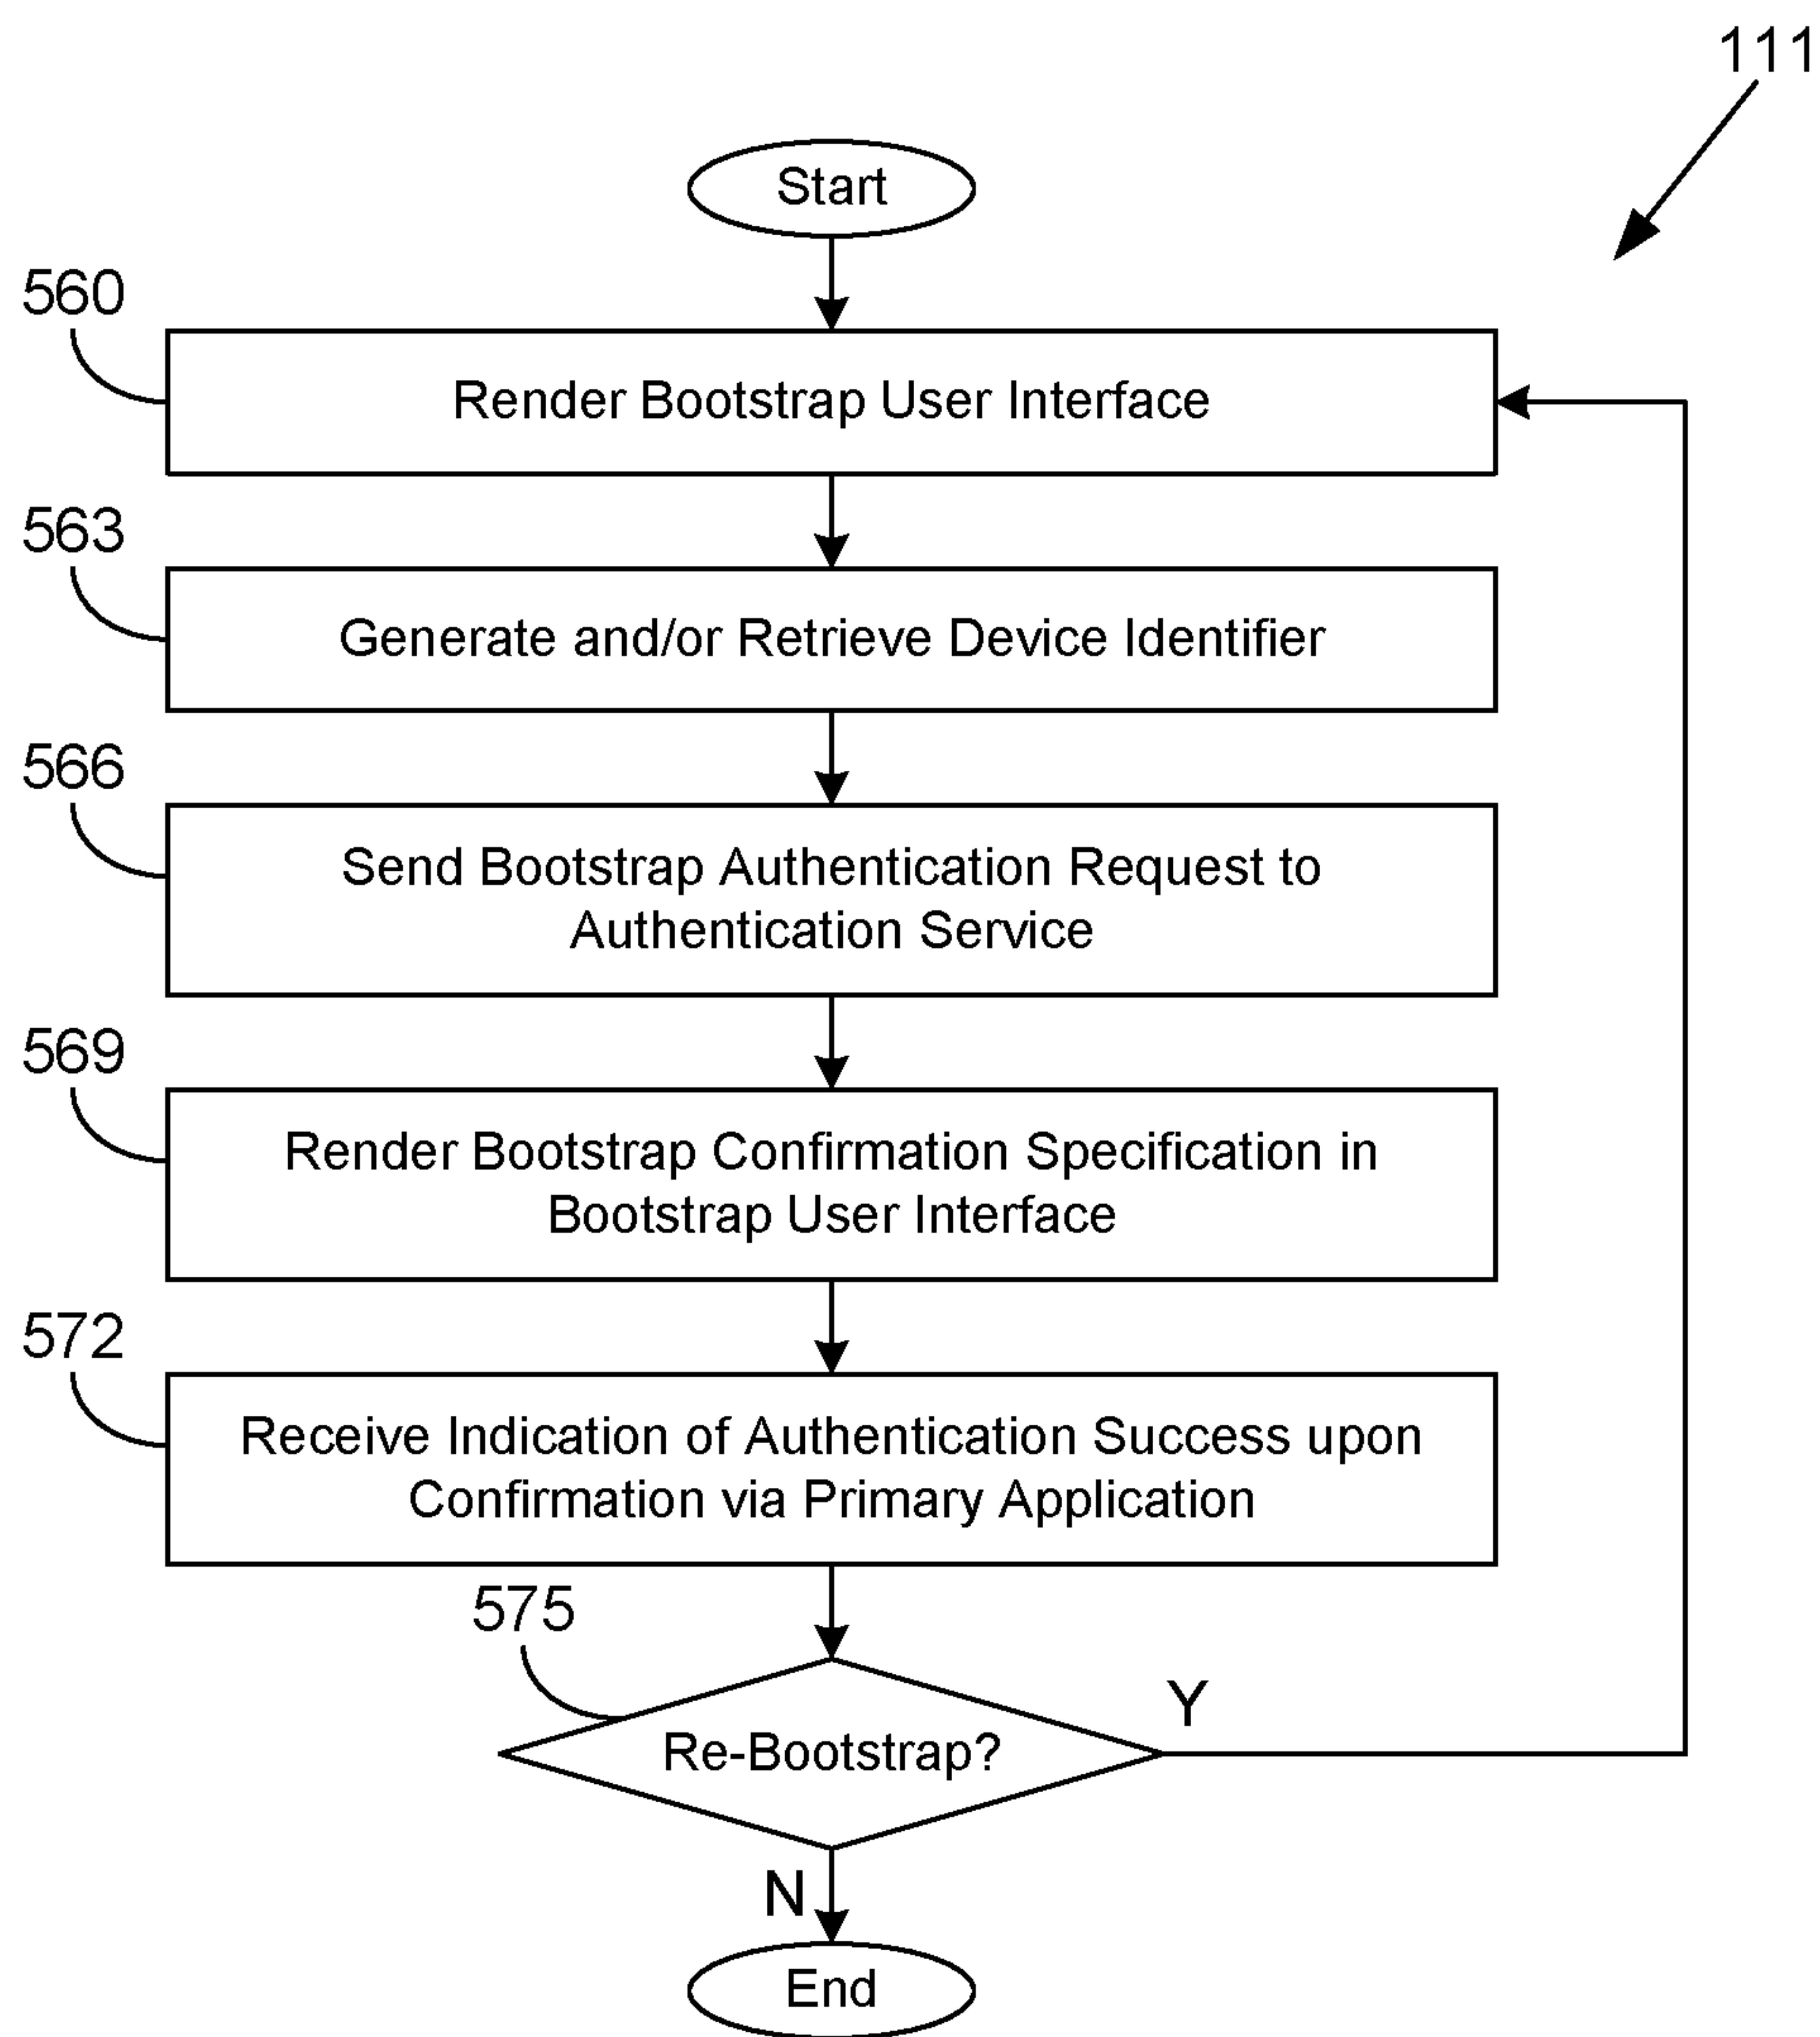 111
Start
560
Render Bootstrap User Interface
563
Generate and/or Retrieve Device Identifier
566
Send Bootstrap Authentication Request to
Authentication Service
569
Render Bootstrap Confirmation Specification in
Bootstrap User Interface
572
Receive Indication of Authentication Success upon
Confirmation via Primary Application
575
Y
Re-Bootstrap?
N
End